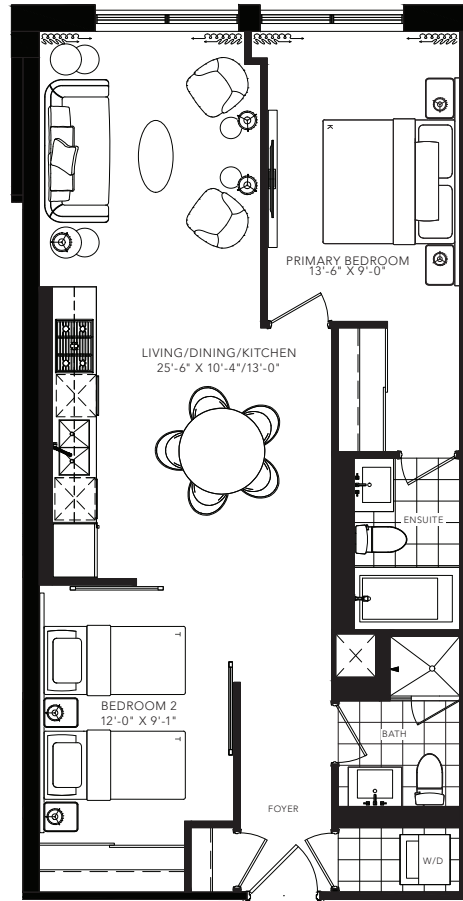 K
PRIMARY BEDROOM
13'-6" X 9'-0"
LIVING/DINING/KITCHEN
25'-6" X 10'-4"/13'-0"
ENSUITE
T
BEDROOM 2
12'-0" X 9'-1"
T
BATH
FOYER
W/D